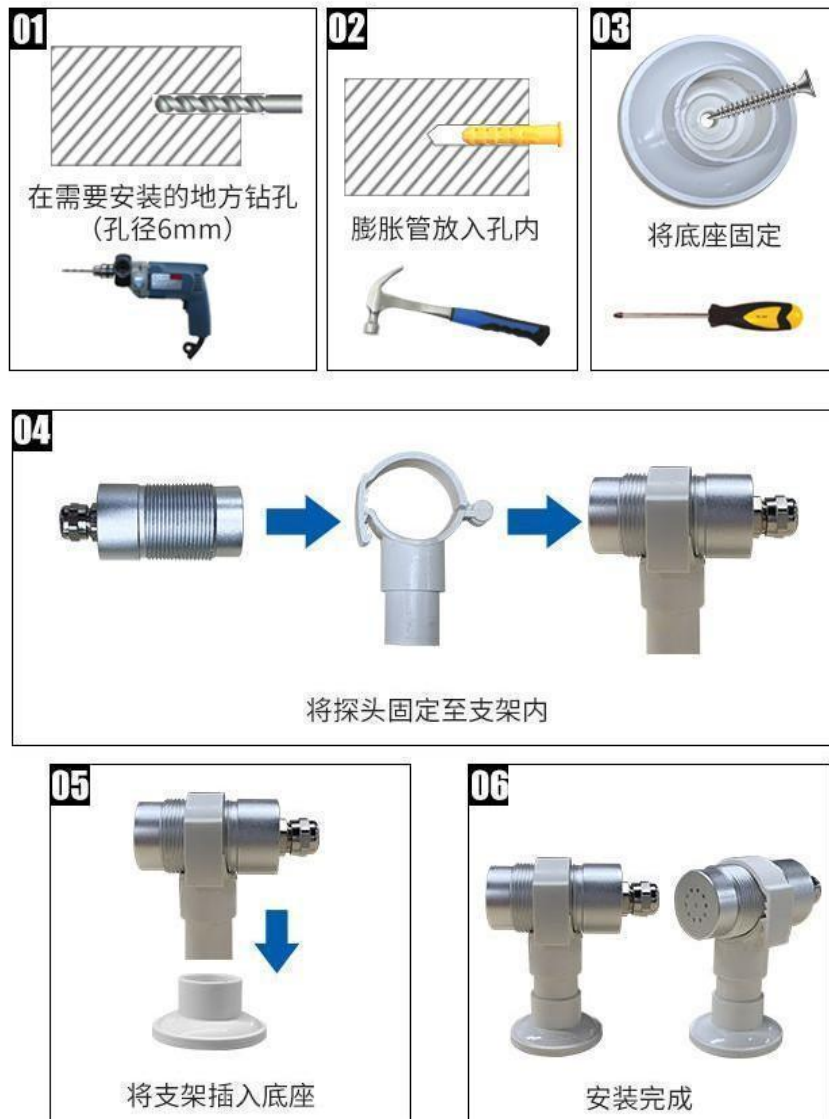 01
在需要安装的地方钻孔
（孔径6mm）
02
膨胀管放入孔内
03
将底座固定
04
将探头固定至支架内
05
将支架插入底座
06
安装完成